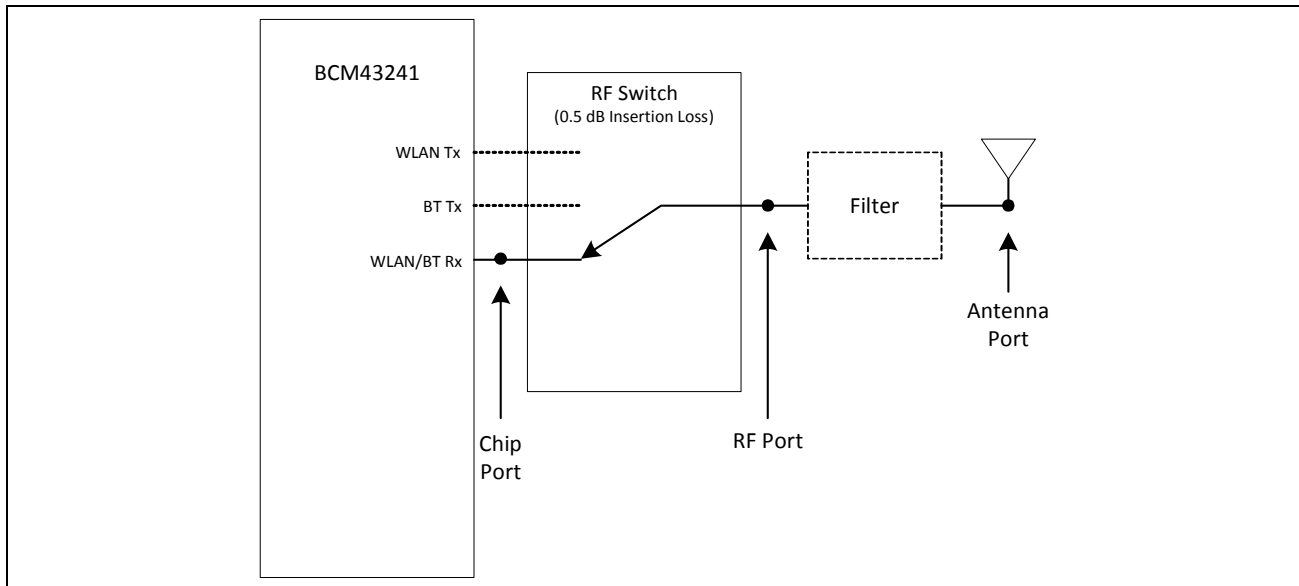 BCM43241
RF Switch
(0.5 dB Insertion Loss)
WLAN Tx
BT Tx
WLAN/BT Rx
Filter
Chip
Port
RF Port
Antenna
Port